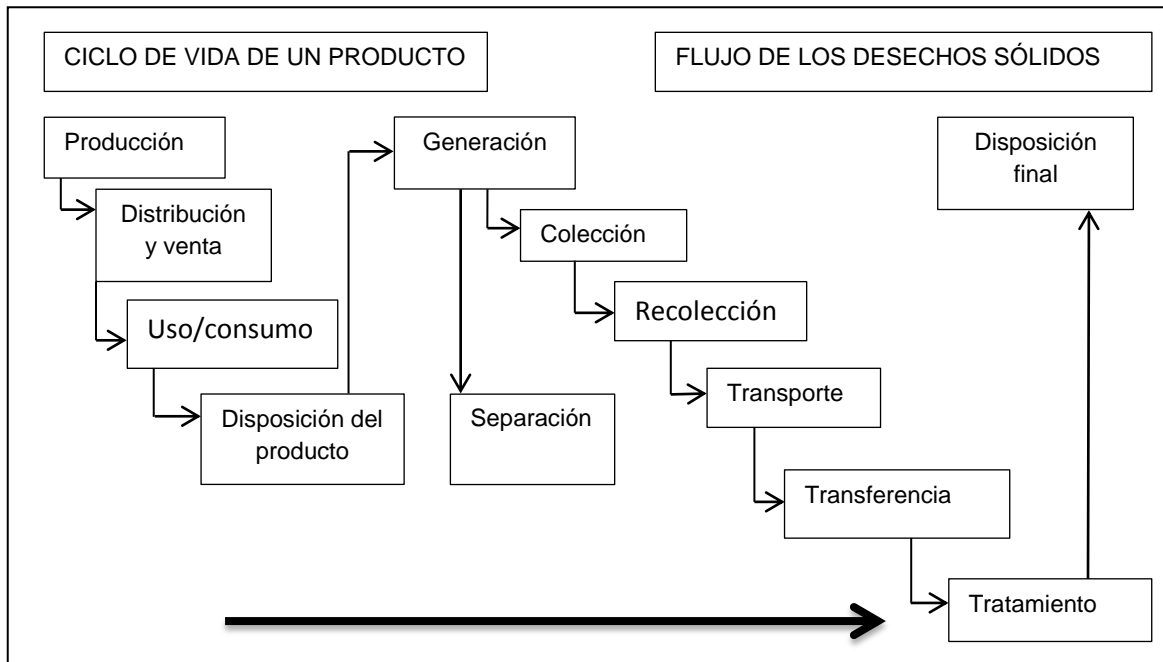 CICLO DE VIDA DE UN PRODUCTO
FLUJO DE LOS DESECHOS SÓLIDOS
Producción
Distribución
y venta
Uso/consumo
Disposición del
producto
Generación
Separación
Colección
Recolección
Transporte
Transferencia
Tratamiento
Disposición
final